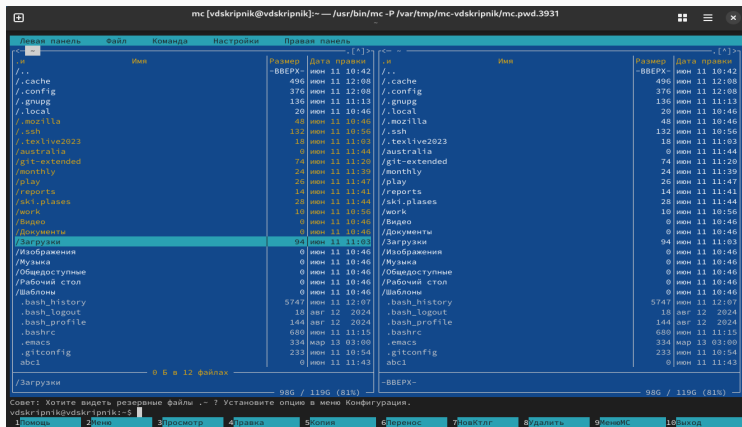 mc [vdskripnik@vdskripnik]:~ — /usr/bin/mc -P /var/tmp/mc-vdskripnik/mc.pwd.3931
~
Левая панель Файл Команда Настройки Правая панель
<─ ~ .[^]> <─ ~ .[^]>
.и Имя Размер Дата правки .и Имя Размер Дата правки
/.. -ВВЕРХ- июн 11 10:42 /.. -ВВЕРХ- июн 11 10:42
/.cache 496 июн 11 12:08 /.cache 496 июн 11 12:08
/.config 376 июн 11 12:08 /.config 376 июн 11 12:08
/.gnupg 136 июн 11 11:13 /.gnupg 136 июн 11 11:13
/.local 20 июн 11 10:46 /.local 20 июн 11 10:46
/.mozilla 48 июн 11 10:46 /.mozilla 48 июн 11 10:46
/.ssh 132 июн 11 10:56 /.ssh 132 июн 11 10:56
/.texlive2023 18 июн 11 11:03 /.texlive2023 18 июн 11 11:03
/australia 0 июн 11 11:44 /australia 0 июн 11 11:44
/git-extended 74 июн 11 11:20 /git-extended 74 июн 11 11:20
/monthly 24 июн 11 11:39 /monthly 24 июн 11 11:39
/play 26 июн 11 11:47 /play 26 июн 11 11:47
/reports 14 июн 11 11:41 /reports 14 июн 11 11:41
/ski.plases 28 июн 11 11:44 /ski.plases 28 июн 11 11:44
/work 10 июн 11 10:56 /work 10 июн 11 10:56
/Видео 0 июн 11 10:46 /Видео 0 июн 11 10:46
/Документы 0 июн 11 10:46 /Документы 0 июн 11 10:46
/Загрузки 94 июн 11 11:03 /Загрузки 94 июн 11 11:03
/Изображения 0 июн 11 10:46 /Изображения 0 июн 11 10:46
/Музыка 0 июн 11 10:46 /Музыка 0 июн 11 10:46
/Общедоступные 0 июн 11 10:46 /Общедоступные 0 июн 11 10:46
/Рабочий стол 0 июн 11 10:46 /Рабочий стол 0 июн 11 10:46
/Шаблоны 0 июн 11 10:46 /Шаблоны 0 июн 11 10:46
.bash_history 5747 июн 11 12:07 .bash_history 5747 июн 11 12:07
.bash_logout 18 авг 12 2024 .bash_logout 18 авг 12 2024
.bash_profile 144 авг 12 2024 .bash_profile 144 авг 12 2024
.bashrc 680 июн 11 11:15 .bashrc 680 июн 11 11:15
.emacs 334 мар 13 03:00 .emacs 334 мар 13 03:00
.gitconfig 233 июн 11 10:54 .gitconfig 233 июн 11 10:54
abc1 0 июн 11 11:43 abc1 0 июн 11 11:43
0 Б в 12 файлах
/Загрузки -ВВЕРХ-
98G / 119G (81%) 98G / 119G (81%)
Совет: Хотите видеть резервные файлы .~ ? Установите опцию в меню Конфигурация.
vdskripnik@vdskripnik:~$
1Помощь 2Меню 3Просмотр 4Правка 5Копия 6Перенос 7НовКтлг 8Удалить 9МенюMC 10Выход